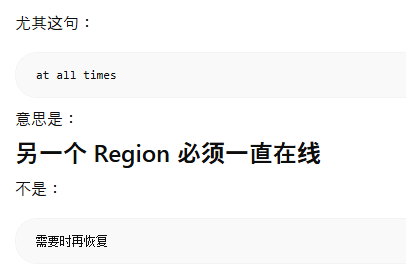 尤其这句：
at all times
意思是：
另一个 Region 必须一直在线
不是：
需要时再恢复